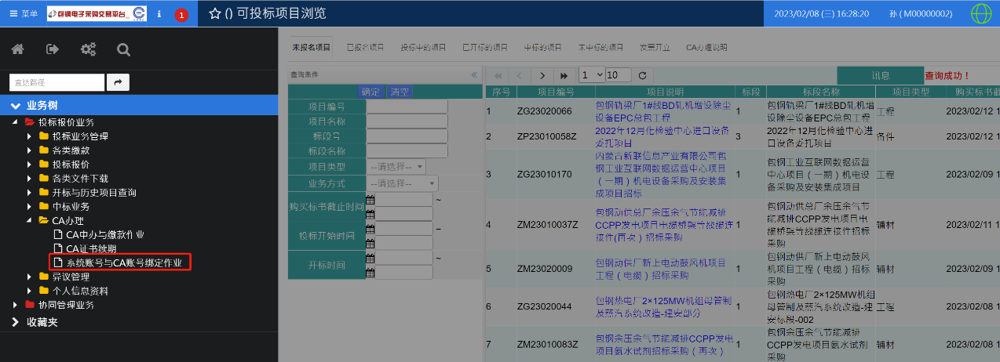 菜单 包钢电子采购交易平台 1 () 可投标项目浏览 2023/02/08 (三) 16:28:20 孙 ( M00000002)
直达路径
业务树
投标报价业务
投标业务管理
各类缴款
投标报价
各类文件下载
开标与历史项目查询
中标业务
CA办理
CA申办与缴款作业
CA证书续期
系统账号与CA账号绑定作业
异议管理
个人信息资料
协同管理业务
收藏夹
未报名项目 已报名项目 投标中的项目 已开标的项目 中标的项目 未中标的项目 发票开立 CA办理说明
查询条件
确定 清空
项目编号
项目名称
标段号
标段名称
项目类型 --请选择--
业务方式 --请选择--
购买标书截止时间 ~
投标开始时间 ~
开标时间 ~
1 10 讯息 查询成功！
序号 项目编号 项目说明 标段 标段名称 项目类型 购买标书截
1 ZG23020066 包钢轨梁厂1#线BD轧机增设除尘设备EPC总包工程 1 包钢轨梁厂1#线BD轧机增设除尘设备EPC总包工程 工程 2023/02/12 1
2 ZP23010058Z 2022年12月化检验中心进口设备委托项目 3 2022年12月化检验中心进口设备委托项目 备件 2023/02/12 1
3 ZG23010170 内蒙古新联信息产业有限公司包钢工业互联网数据运营中心项目（一期）机电设备采购及安装集成项目招标 1 包钢工业互联网数据运营中心项目（一期）机电设备采购及安装集成项目 工程 2023/02/09 1
4 ZM23010037Z 包钢动供总厂余压余气节能减排CCPP发电项目电缆桥架等线缆连接件(再次）招标采购 1 包钢动供总厂余压余气节能减排CCPP发电项目电缆桥架等线缆连接件招标采购 辅材 2023/02/11 1
5 ZM23020009 包钢动供厂新上电动鼓风机项目工程（电缆）招标采购 1 包钢动供厂新上电动鼓风机项目工程（电缆）招标采购 辅材 2023/02/09 1
6 ZG23020044 包钢热电厂2×125MW机组母管制及蒸汽系统改造-建安部分 1 包钢热电厂2×125MW机组母管制及蒸汽系统改造-建安标段-002 工程 2023/02/09 1
7 ZM23010083Z 包钢余压余气节能减排CCPP发电项目氨水试剂招标采购（再次） 1 包钢余压余气节能减排CCPP发电项目氨水试剂采购 辅材 2023/02/08 1